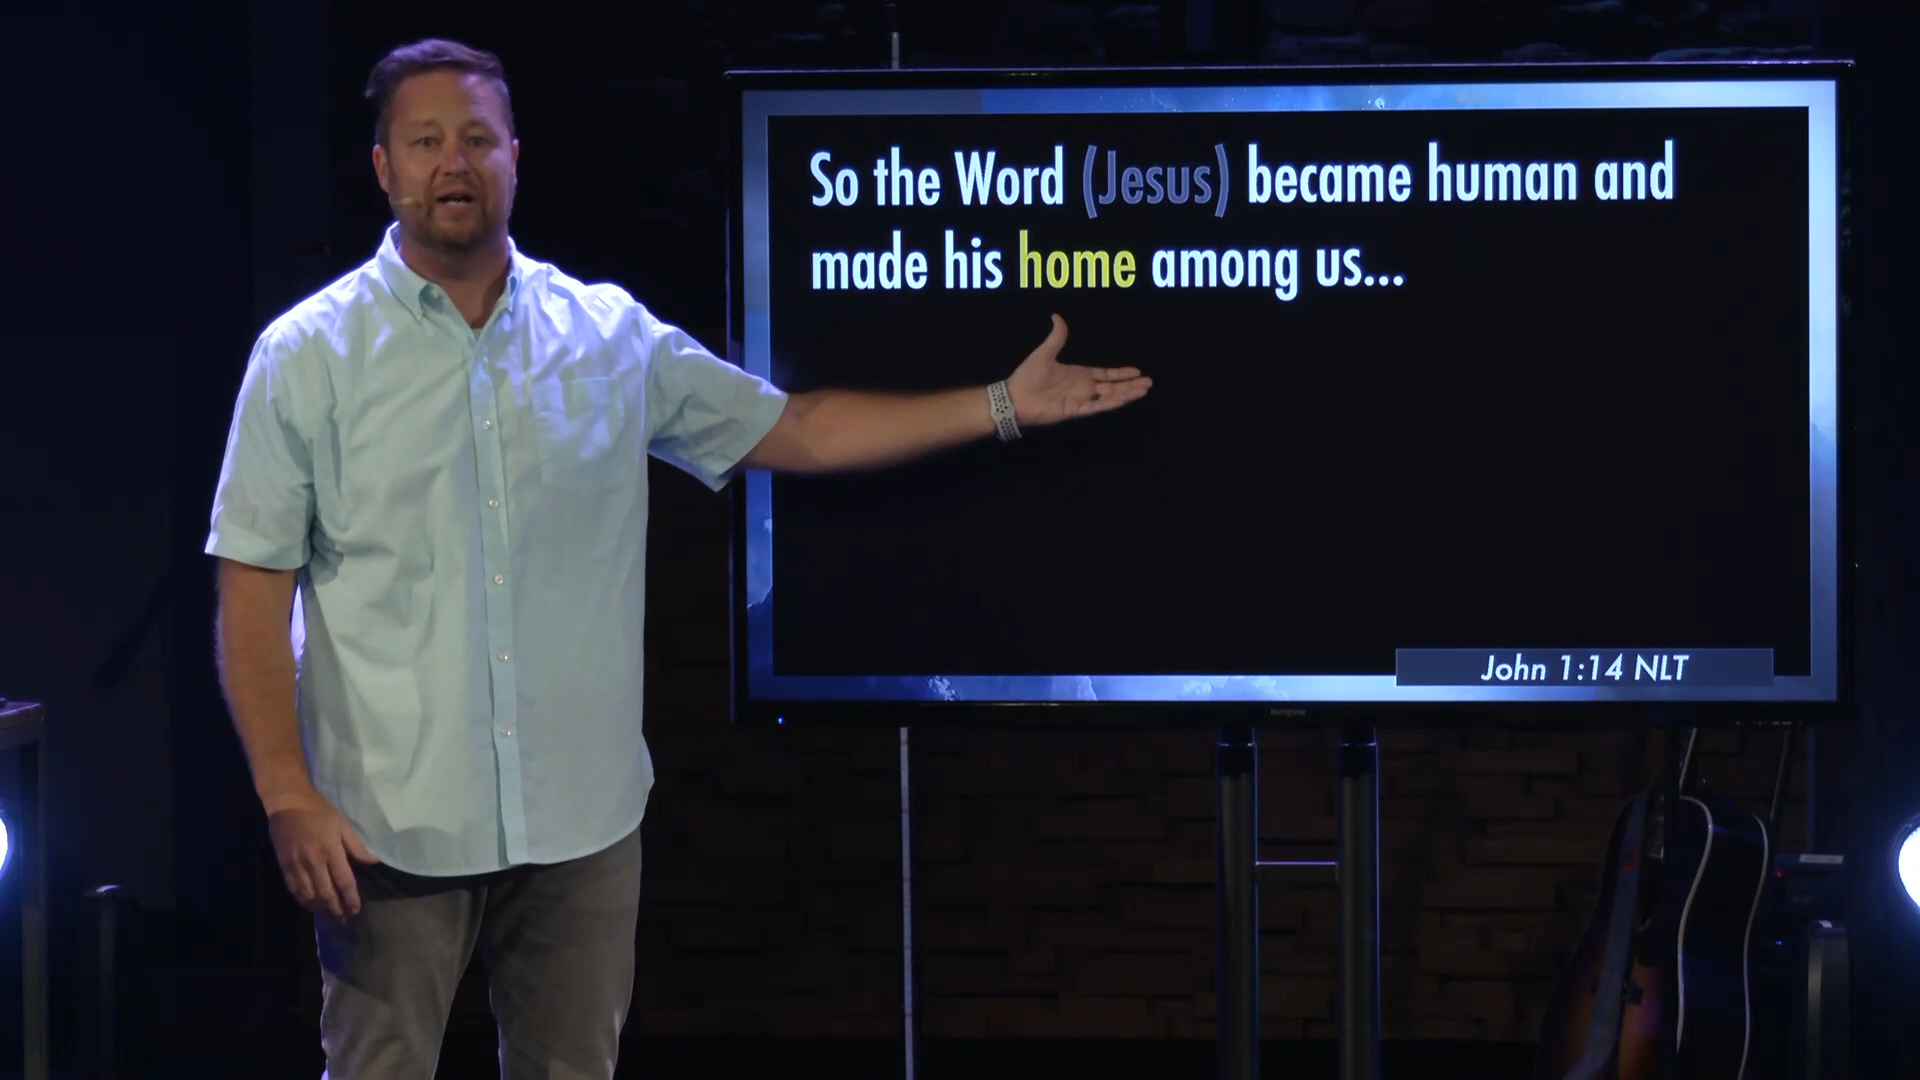 So the Word (Jesus) became human and
made his home among us...
John 1:14 NLT